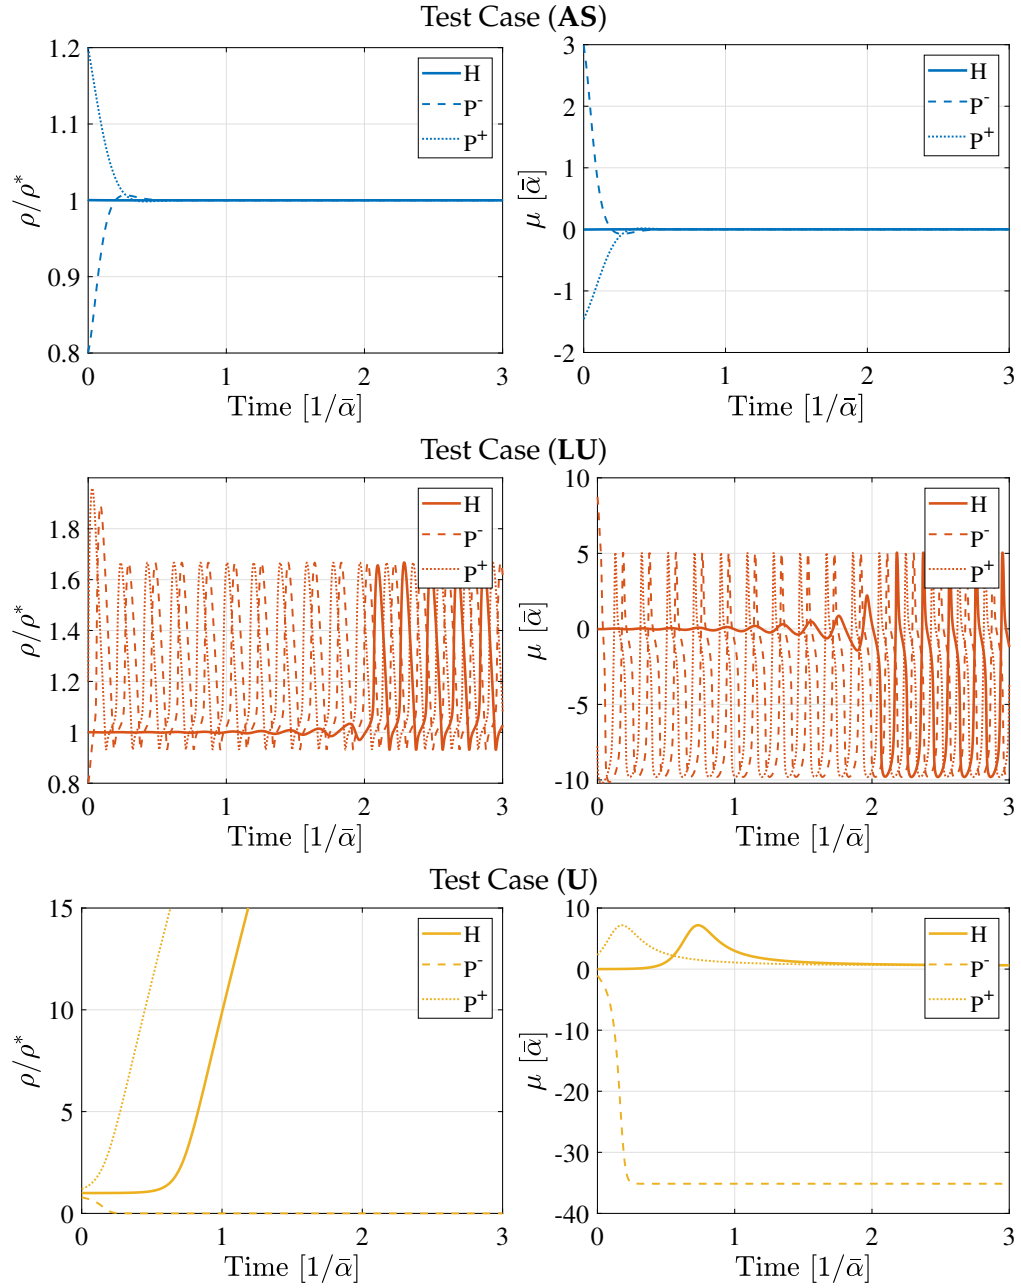 Test Case (AS)
1.2
1.1
1
0.9
0.8
ρ/ρ*
0 1 2 3
Time [1/ᾱ]
H
P-
P+
3
2
1
0
-1
-2
μ [ᾱ]
0 1 2 3
Time [1/ᾱ]
H
P-
P+
Test Case (LU)
1.8
1.6
1.4
1.2
1
0.8
ρ/ρ*
0 1 2 3
Time [1/ᾱ]
H
P-
P+
10
5
0
-5
-10
μ [ᾱ]
0 1 2 3
Time [1/ᾱ]
H
P-
P+
Test Case (U)
15
10
5
0
ρ/ρ*
0 1 2 3
Time [1/ᾱ]
H
P-
P+
10
0
-10
-20
-30
-40
μ [ᾱ]
0 1 2 3
Time [1/ᾱ]
H
P-
P+